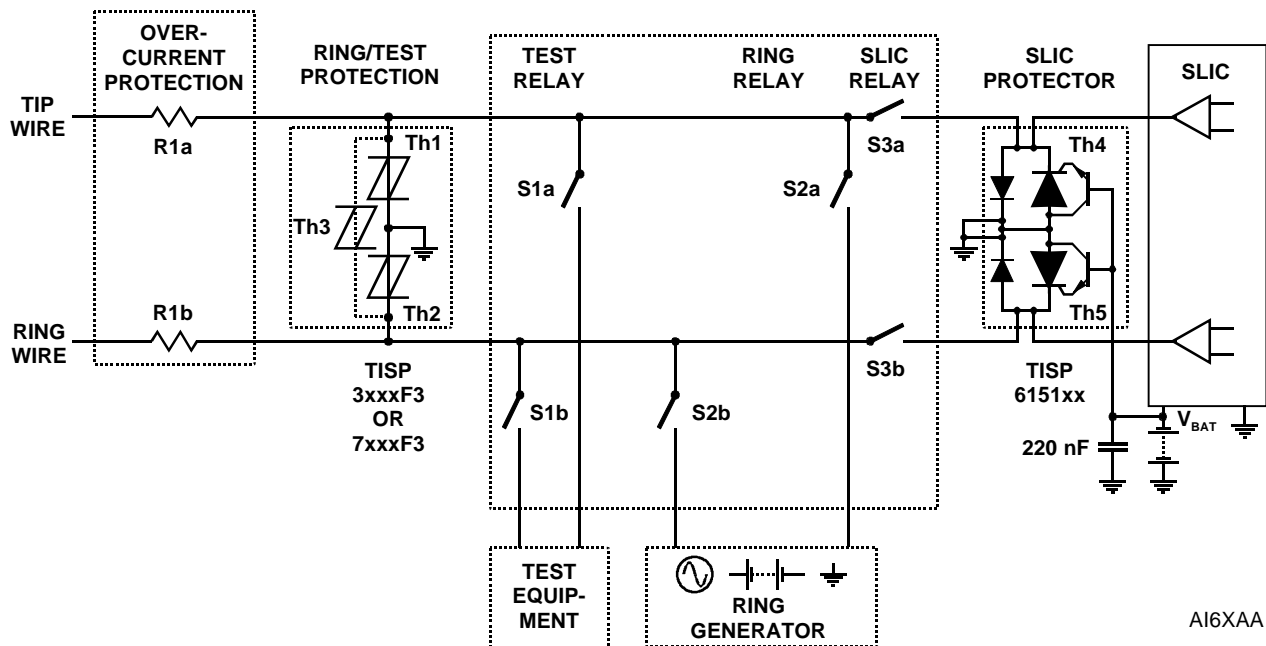 OVER-
CURRENT
PROTECTION
RING/TEST
PROTECTION
TEST
RELAY
RING
RELAY
SLIC
RELAY
SLIC
PROTECTOR
SLIC
TIP
WIRE
R1a
Th1
Th3
Th2
S1a
S2a
S3a
Th4
Th5
RING
WIRE
R1b
TISP
3xxxF3
OR
7xxxF3
S1b
S2b
S3b
TISP
6151xx
220 nF
VBAT
TEST
EQUIP-
MENT
RING
GENERATOR
AI6XAA